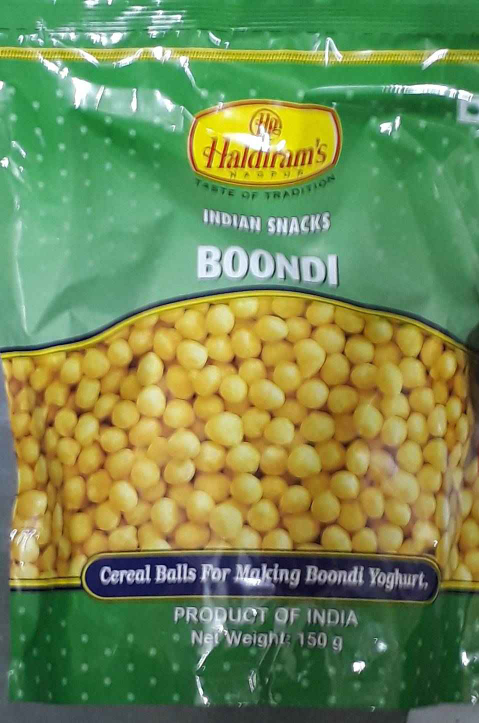 Hg
Haldiram's
NAGPUR
TASTE OF TRADITION
INDIAN SNACKS
BOONDI
Cereal Balls For Making Boondi Yoghurt.
PRODUCT OF INDIA
Net Weight: 150 g